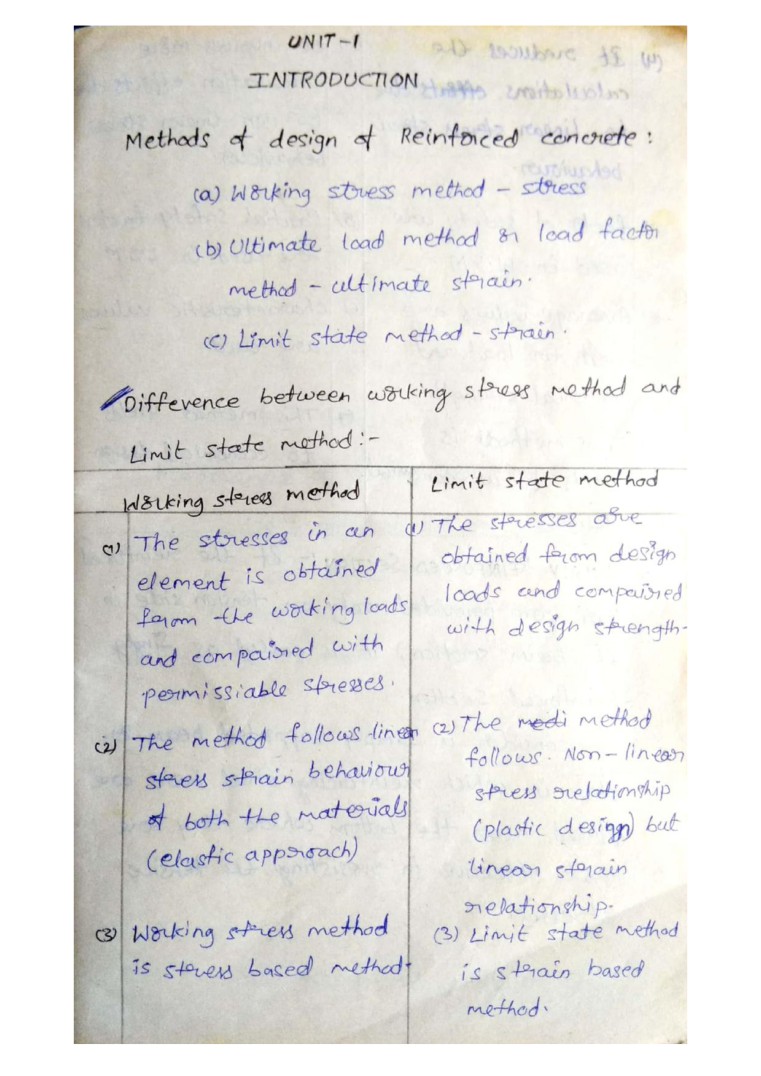 UNIT-1
INTRODUCTION
Methods of design of Reinforced concrete :
(a) Working stress method - stress
(b) Ultimate load method or load factor
method - ultimate strain.
(c) Limit state method - strain.
Difference between working stress method and
Limit state method :-
Working stress method
(1) The stresses in an
element is obtained
from the working loads
and compaired with
permissiable stresses.
(2) The method follows linear
stress strain behaviour
of both the materials
(elastic approach)
(3) Working stress method
is stress based method.
Limit state method
(1) The stresses are
obtained from design
loads and compaired
with design strength.
(2) The medi method
follows. Non-linear
stress relationship
(plastic design) but
linear strain
relationship.
(3) Limit state method
is strain based
method.